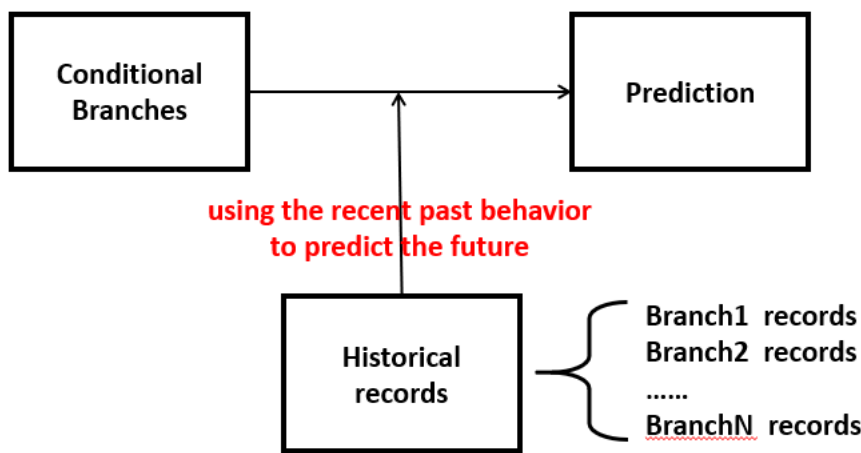 Conditional
Branches
Prediction
using the recent past behavior
to predict the future
Historical
records
Branch1 records
Branch2 records
......
BranchN records